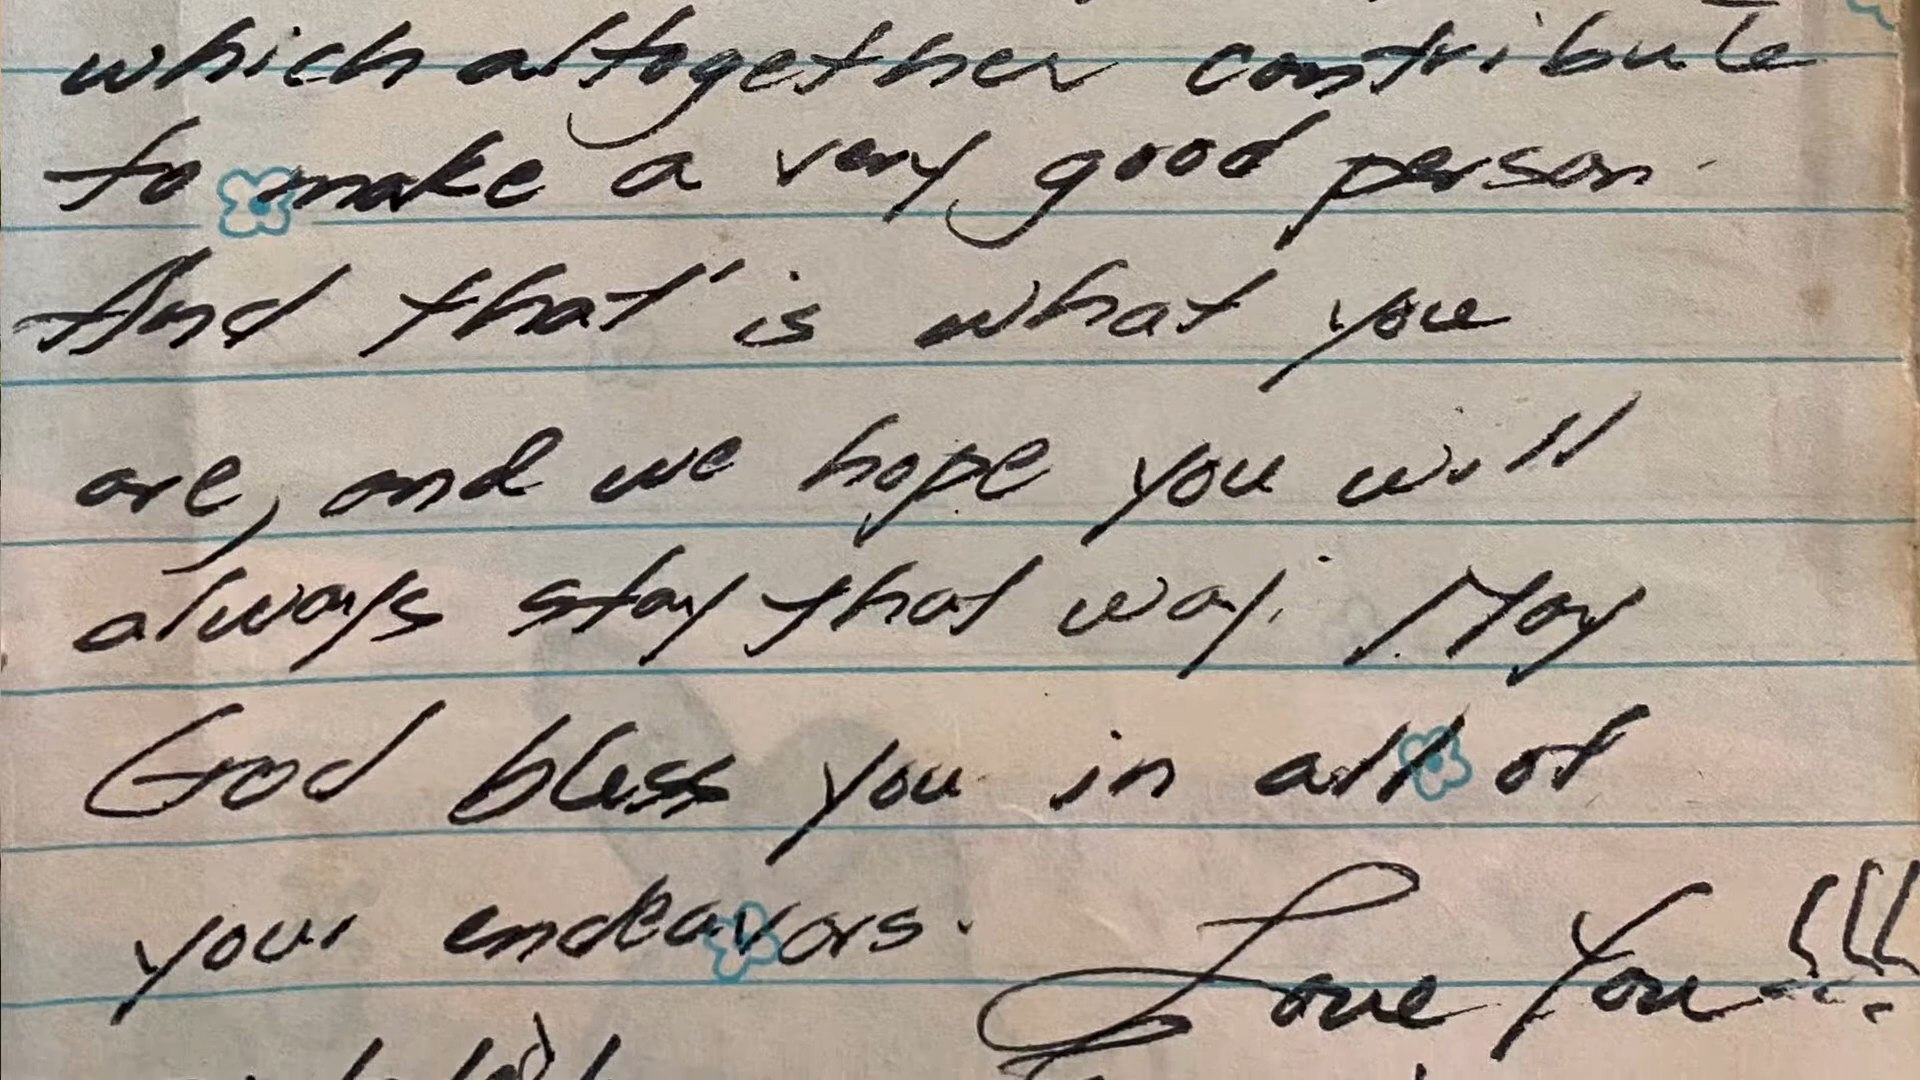 which altogether contribute
to make a very good person.
And that is what you
are, and we hope you will
always stay that way. May
God bless you in all of
your endeavors.
Love You!!!